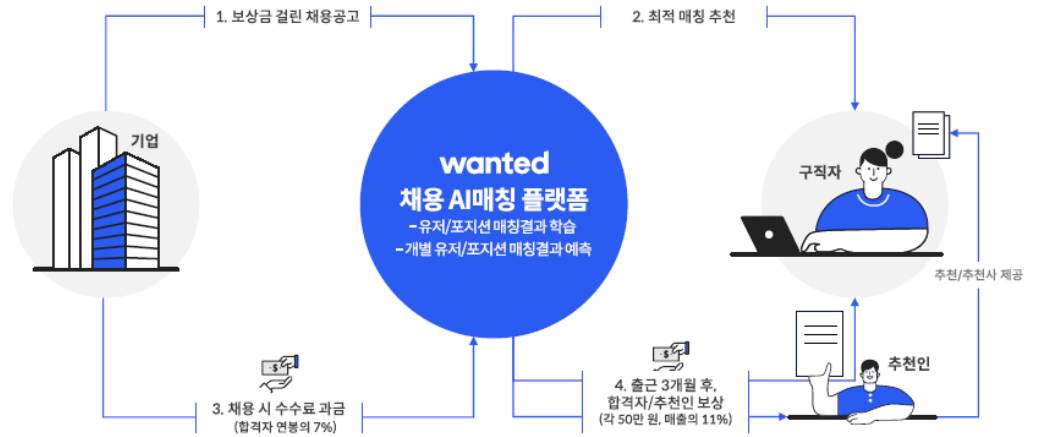 1. 보상금 걸린 채용공고
2. 최적 매칭 추천
기업
wanted
채용 AI매칭 플랫폼
-유저/포지션 매칭결과 학습
-개별 유저/포지션 매칭결과 예측
구직자
추천/추천사 제공
$
3. 채용 시 수수료 과금
(합격자 연봉의 7%)
$
4. 출근 3개월 후,
합격자/추천인 보상
(각 50만 원, 매출의 11%)
추천인